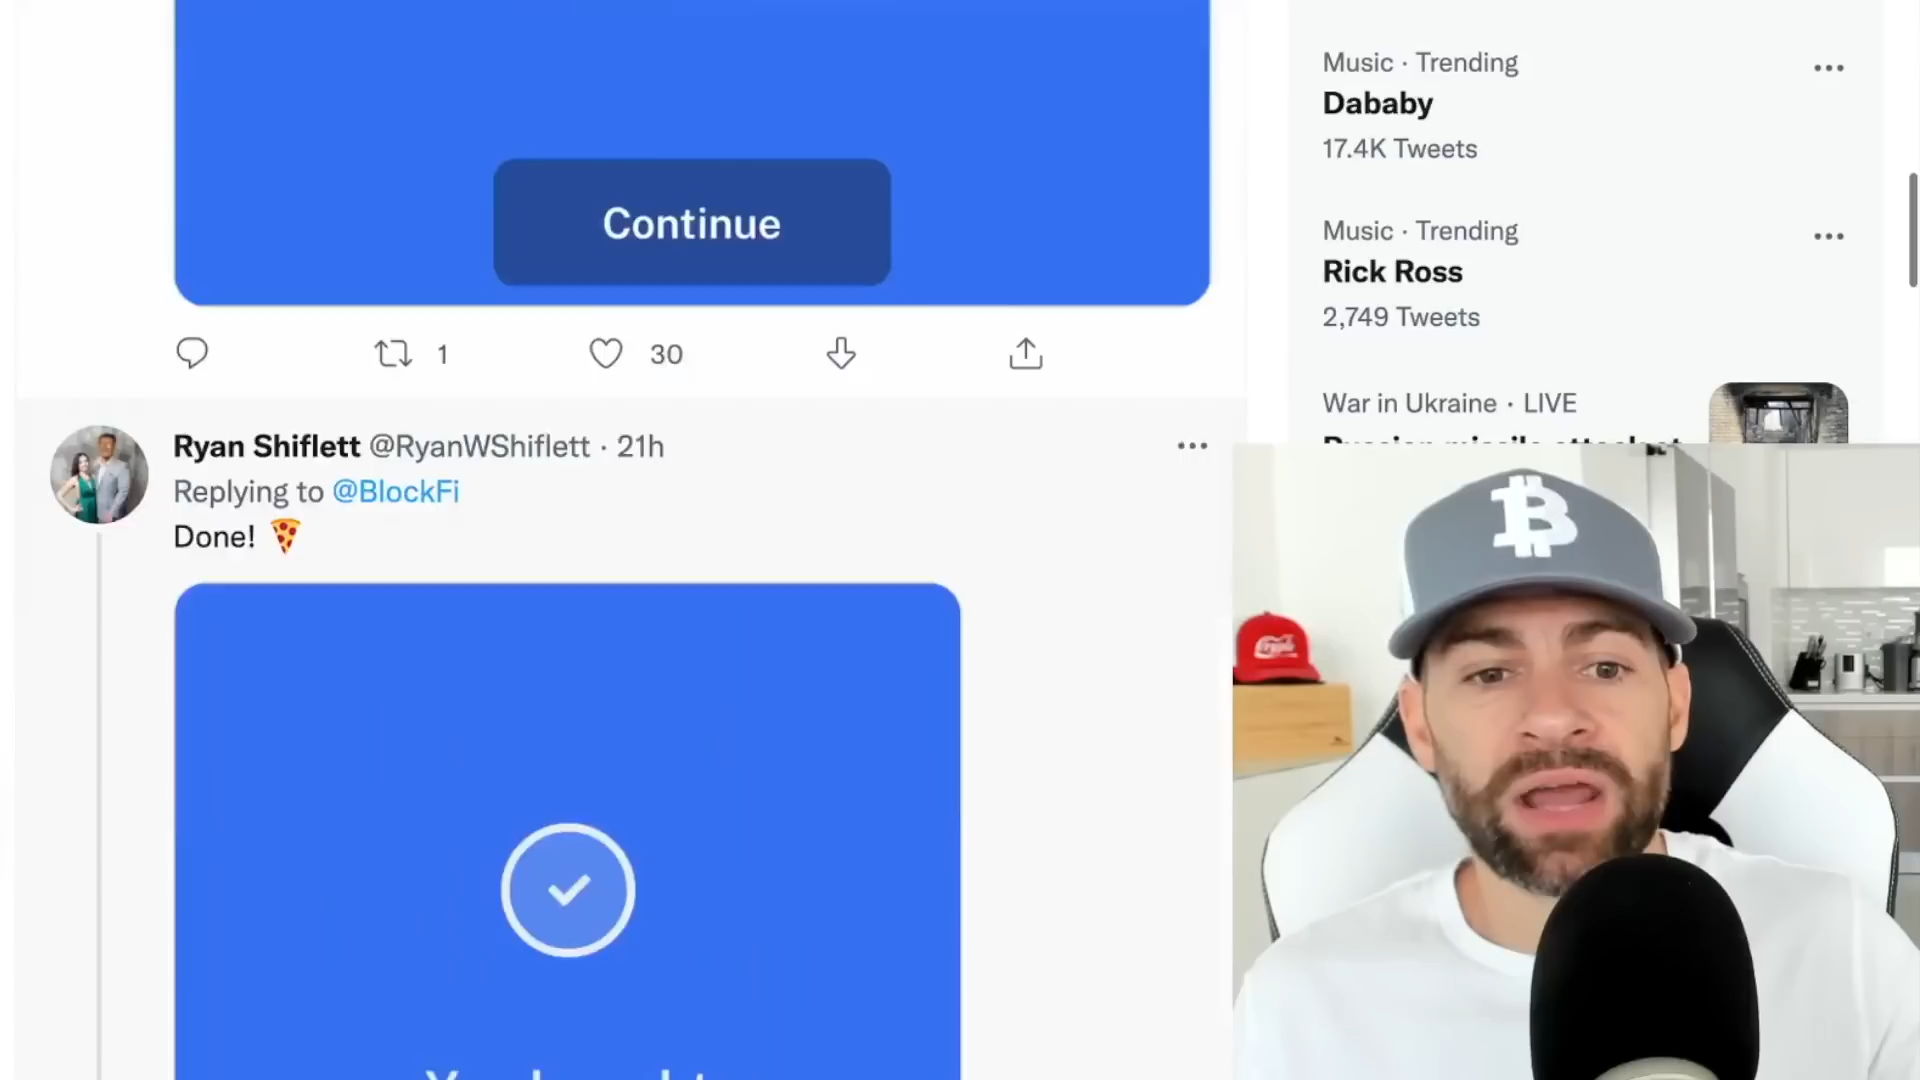 Continue
1
30
Ryan Shiflett @RyanWShiflett · 21h
Replying to @BlockFi
Done! 🍕
Music · Trending
Dababy
17.4K Tweets
Music · Trending
Rick Ross
2,749 Tweets
War in Ukraine · LIVE